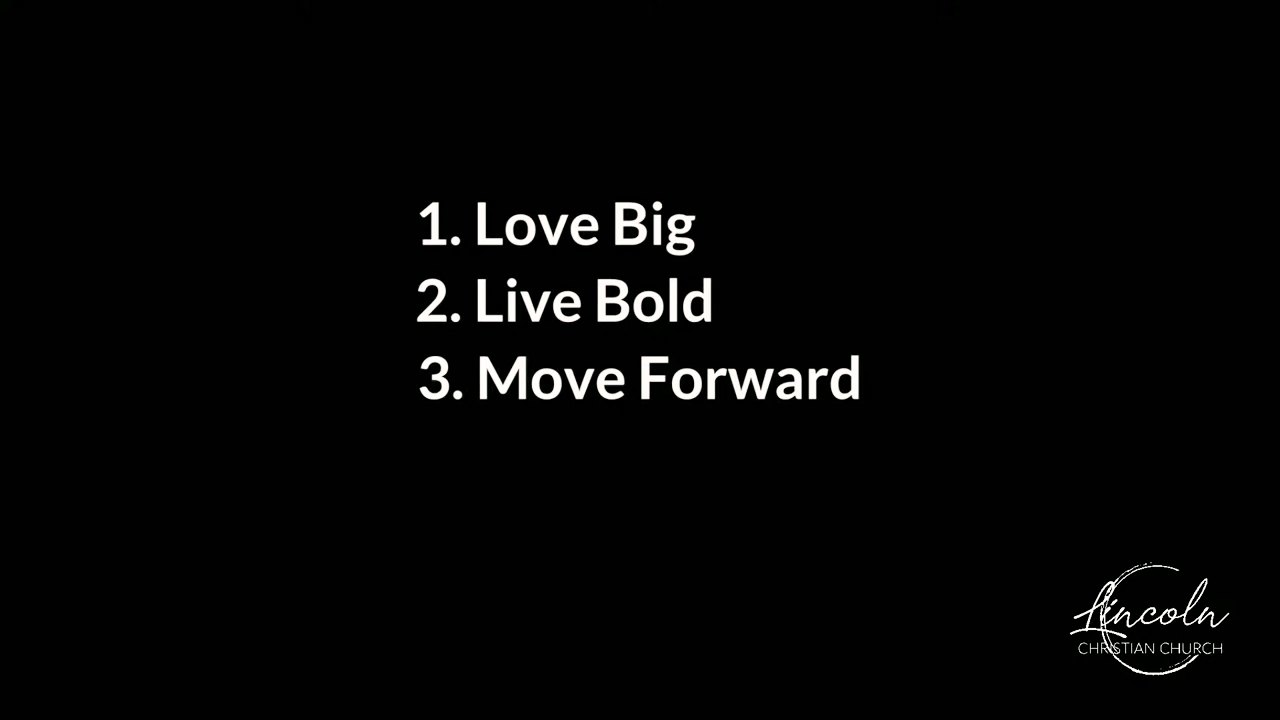 1. Love Big
2. Live Bold
3. Move Forward
Lincoln
CHRISTIAN CHURCH